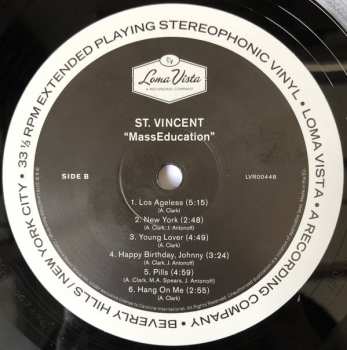 33 ⅓ RPM EXTENDED PLAYING STEREOPHONIC VINYL • LOMA VISTA • A RECORDING COMPANY • BEVERLY HILLS / NEW YORK CITY •
Loma Vista
A RECORDING COMPANY
ST. VINCENT
"MassEducation"
SIDE B
LVR00448
1. Los Ageless (5:15)
(A. Clark)
2. New York (2:48)
(A. Clark, J. Antonoff)
3. Young Lover (4:49)
(A. Clark)
4. Happy Birthday, Johnny (3:24)
(A. Clark)
5. Pills (4:59)
(A. Clark, M.A. Spears, J. Antonoff)
6. Hang On Me (2:55)
(A. Clark)